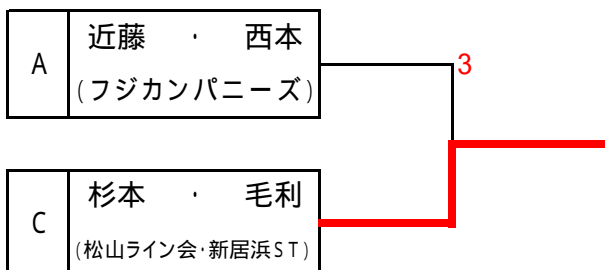 A
近藤 ・ 西本
(フジカンパニーズ)
3
C
杉本 ・ 毛利
(松山ライン会・新居浜ST)